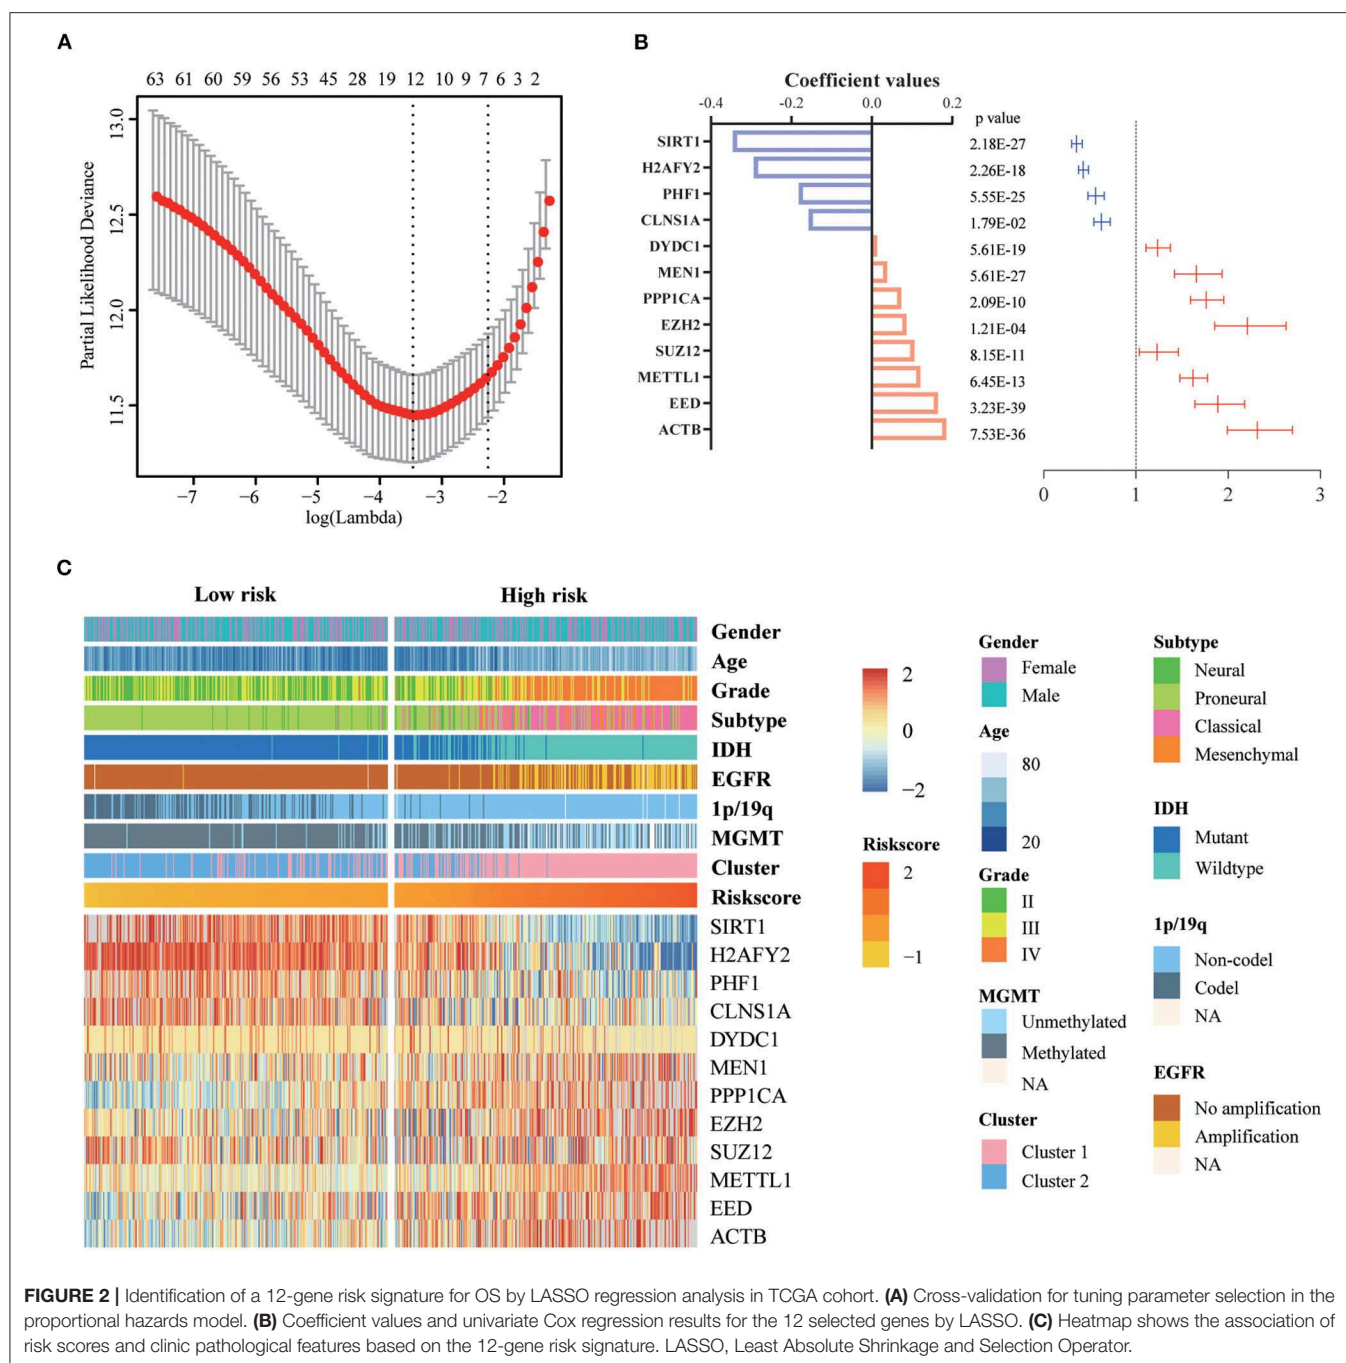 A
63 61 60 59 56 53 45 28 19 12 10 9 7 6 3 2
Partial Likelihood Deviance
13.0
12.5
12.0
11.5
−7 −6 −5 −4 −3 −2
log(Lambda)
B
Coefficient values
-0.4 -0.2 0.0 0.2
p value
SIRT1 2.18E-27
H2AFY2 2.26E-18
PHF1 5.55E-25
CLNS1A 1.79E-02
DYDC1 5.61E-19
MEN1 5.61E-27
PPP1CA 2.09E-10
EZH2 1.21E-04
SUZ12 8.15E-11
METTL1 6.45E-13
EED 3.23E-39
ACTB 7.53E-36
0 1 2 3
C
Low risk High risk
Gender
Age
Grade
Subtype
IDH
EGFR
1p/19q
MGMT
Cluster
Riskscore
SIRT1
H2AFY2
PHF1
CLNS1A
DYDC1
MEN1
PPP1CA
EZH2
SUZ12
METTL1
EED
ACTB
2
0
−2
Riskscore
2
−1
Gender
Female
Male
Age
80
20
Grade
II
III
IV
MGMT
Unmethylated
Methylated
NA
Cluster
Cluster 1
Cluster 2
Subtype
Neural
Proneural
Classical
Mesenchymal
IDH
Mutant
Wildtype
1p/19q
Non-codel
Codel
NA
EGFR
No amplification
Amplification
NA
FIGURE 2 | Identification of a 12-gene risk signature for OS by LASSO regression analysis in TCGA cohort. (A) Cross-validation for tuning parameter selection in the
proportional hazards model. (B) Coefficient values and univariate Cox regression results for the 12 selected genes by LASSO. (C) Heatmap shows the association of
risk scores and clinic pathological features based on the 12-gene risk signature. LASSO, Least Absolute Shrinkage and Selection Operator.